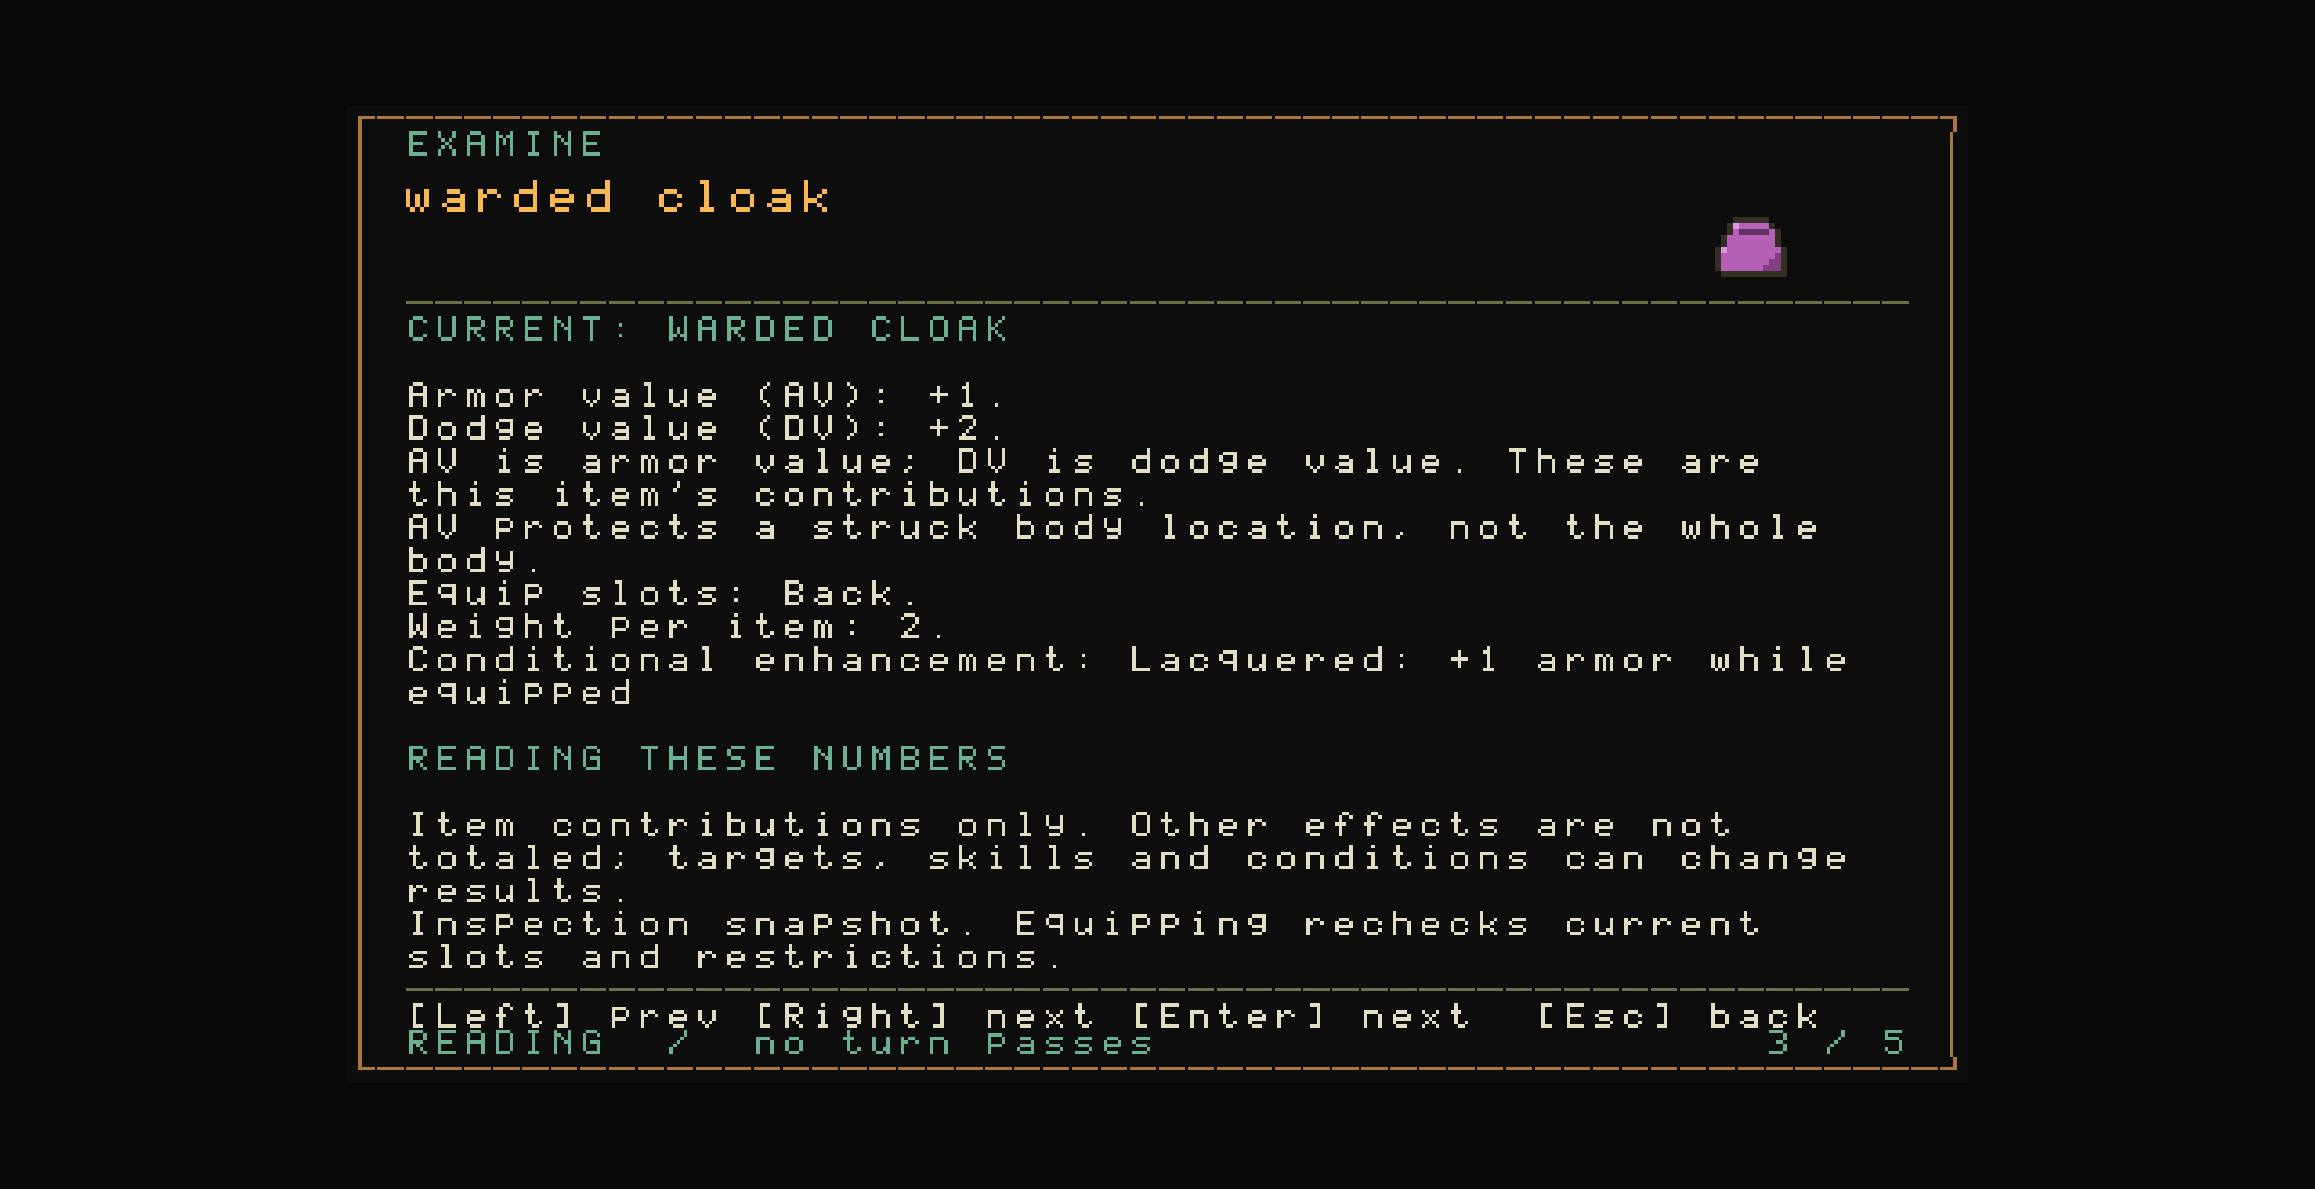 EXAMINE
warded cloak
CURRENT: WARDED CLOAK
Armor value (AV): +1.
Dodge value (DV): +2.
AV is armor value; DV is dodge value. These are
this item's contributions.
AV protects a struck body location, not the whole
body.
Equip slots: Back.
Weight per item: 2.
Conditional enhancement: Lacquered: +1 armor while
equipped
READING THESE NUMBERS
Item contributions only. Other effects are not
totaled; targets, skills and conditions can change
results.
Inspection snapshot. Equipping rechecks current
slots and restrictions.
[Left] prev [Right] next [Enter] next [Esc] back
READING / no turn passes 3 / 5